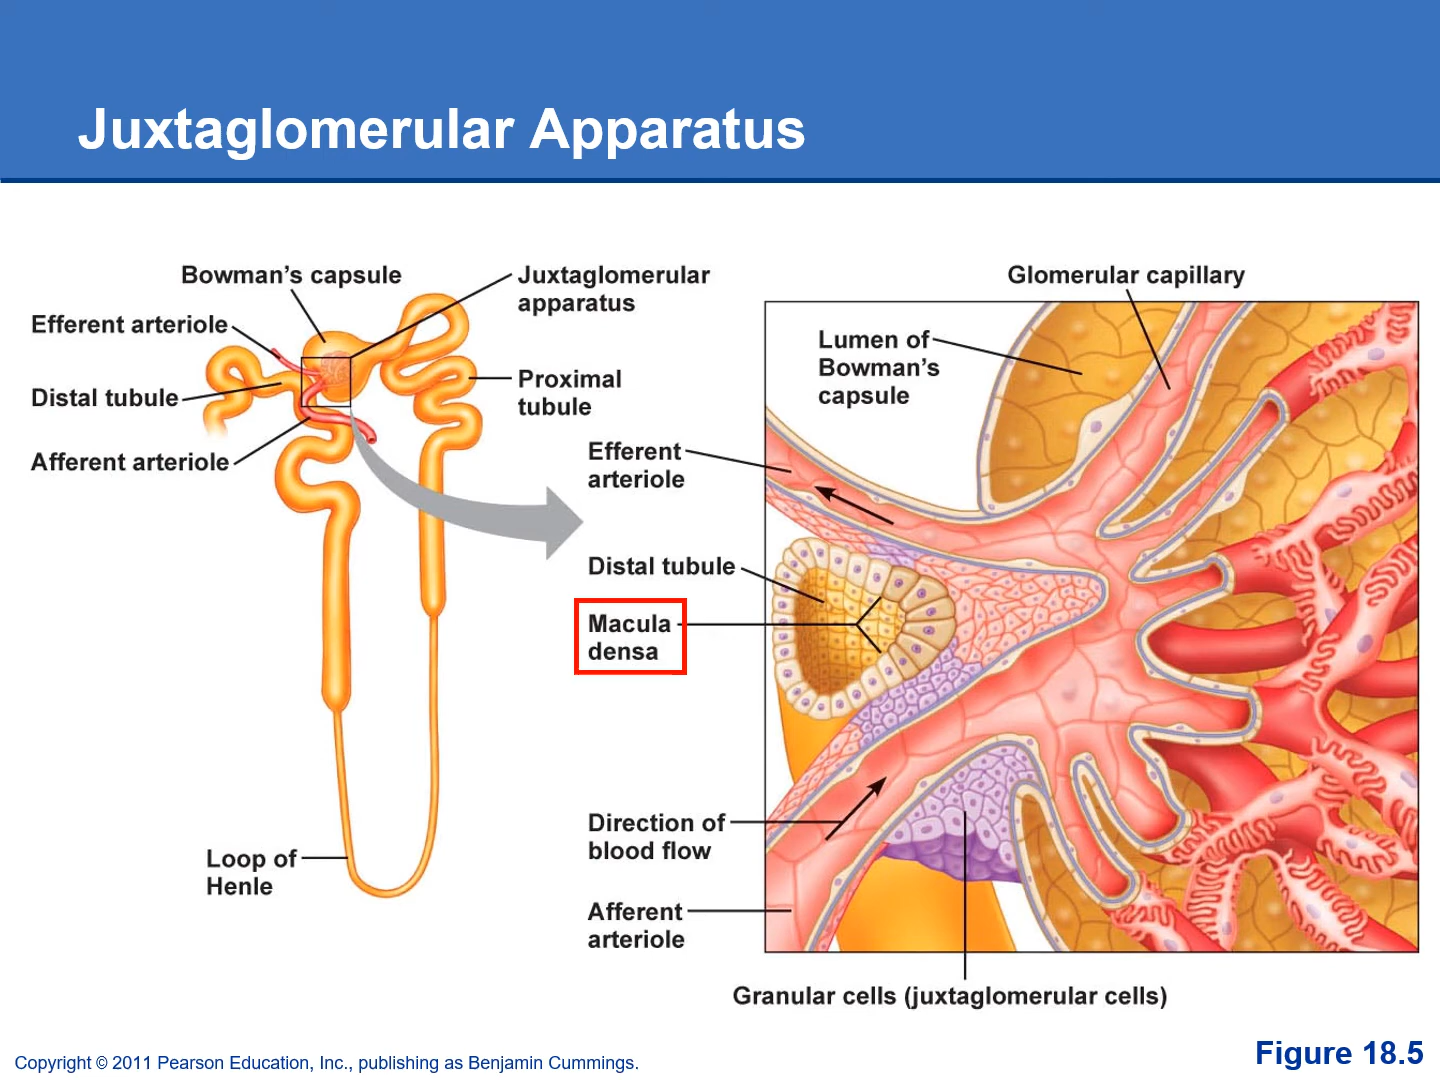 Juxtaglomerular Apparatus
Bowman’s capsule
Juxtaglomerular
apparatus
Efferent arteriole
Distal tubule
Proximal
tubule
Afferent arteriole
Loop of
Henle
Glomerular capillary
Lumen of
Bowman’s
capsule
Efferent
arteriole
Distal tubule
Macula
densa
Direction of
blood flow
Afferent
arteriole
Granular cells (juxtaglomerular cells)
Copyright © 2011 Pearson Education, Inc., publishing as Benjamin Cummings.
Figure 18.5